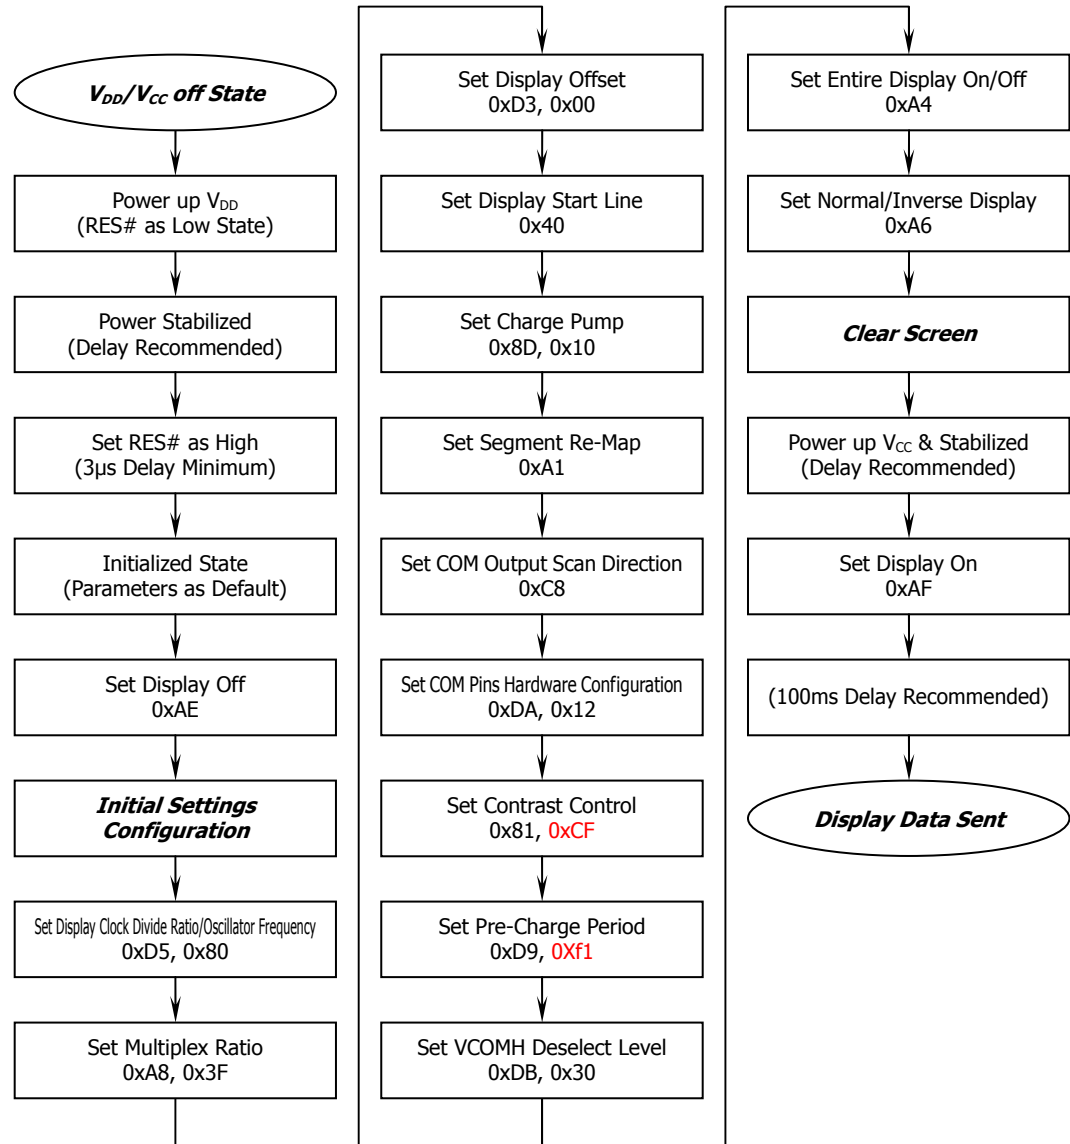 V_DD/V_CC off State
Power up V_DD
(RES# as Low State)
Power Stabilized
(Delay Recommended)
Set RES# as High
(3µs Delay Minimum)
Initialized State
(Parameters as Default)
Set Display Off
0xAE
Initial Settings
Configuration
Set Display Clock Divide Ratio/Oscillator Frequency
0xD5, 0x80
Set Multiplex Ratio
0xA8, 0x3F
Set Display Offset
0xD3, 0x00
Set Display Start Line
0x40
Set Charge Pump
0x8D, 0x10
Set Segment Re-Map
0xA1
Set COM Output Scan Direction
0xC8
Set COM Pins Hardware Configuration
0xDA, 0x12
Set Contrast Control
0x81, 0xCF
Set Pre-Charge Period
0xD9, 0Xf1
Set VCOMH Deselect Level
0xDB, 0x30
Set Entire Display On/Off
0xA4
Set Normal/Inverse Display
0xA6
Clear Screen
Power up V_CC & Stabilized
(Delay Recommended)
Set Display On
0xAF
(100ms Delay Recommended)
Display Data Sent